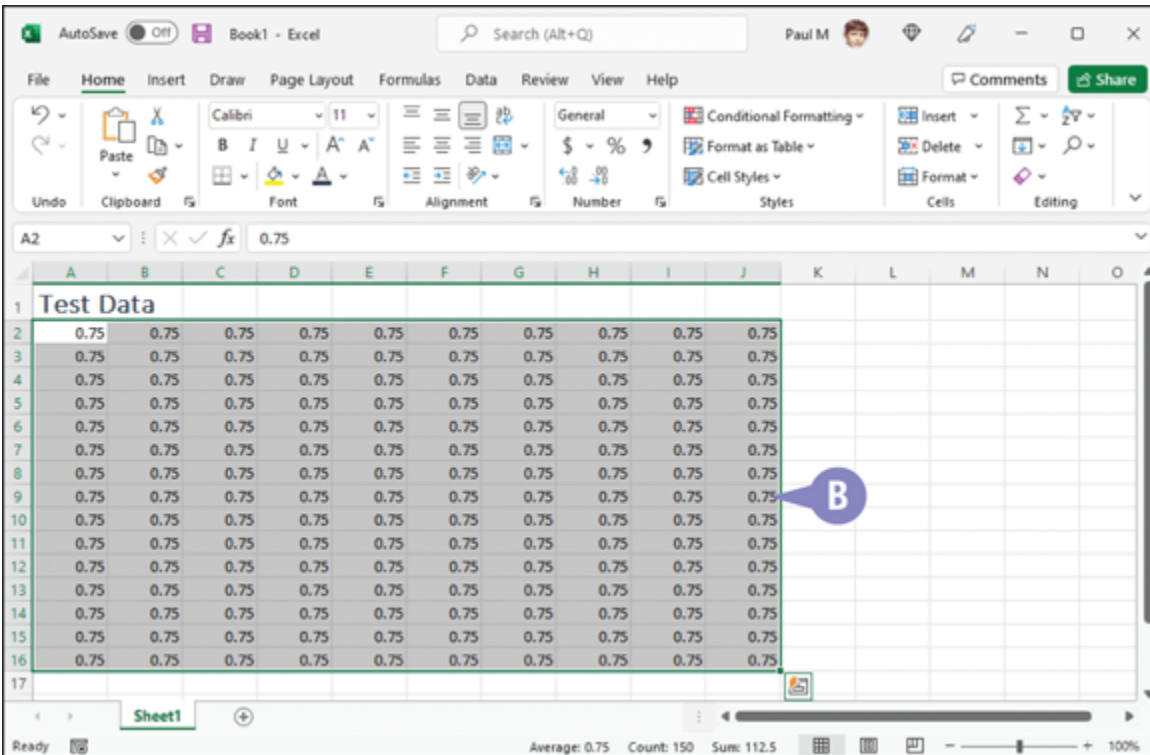 AutoSave Off Book1 - Excel Search (Alt+Q) Paul M
File Home Insert Draw Page Layout Formulas Data Review View Help Comments Share
Calibri 11 General Conditional Formatting Insert
Paste B I U A A $ % Format as Table Delete
A Cell Styles Format
Undo Clipboard Font Alignment Number Styles Cells Editing
A2 fx 0.75
A B C D E F G H I J K L M N O
1 Test Data
2 0.75 0.75 0.75 0.75 0.75 0.75 0.75 0.75 0.75 0.75
3 0.75 0.75 0.75 0.75 0.75 0.75 0.75 0.75 0.75 0.75
4 0.75 0.75 0.75 0.75 0.75 0.75 0.75 0.75 0.75 0.75
5 0.75 0.75 0.75 0.75 0.75 0.75 0.75 0.75 0.75 0.75
6 0.75 0.75 0.75 0.75 0.75 0.75 0.75 0.75 0.75 0.75
7 0.75 0.75 0.75 0.75 0.75 0.75 0.75 0.75 0.75 0.75
8 0.75 0.75 0.75 0.75 0.75 0.75 0.75 0.75 0.75 0.75
9 0.75 0.75 0.75 0.75 0.75 0.75 0.75 0.75 0.75 0.75 B
10 0.75 0.75 0.75 0.75 0.75 0.75 0.75 0.75 0.75 0.75
11 0.75 0.75 0.75 0.75 0.75 0.75 0.75 0.75 0.75 0.75
12 0.75 0.75 0.75 0.75 0.75 0.75 0.75 0.75 0.75 0.75
13 0.75 0.75 0.75 0.75 0.75 0.75 0.75 0.75 0.75 0.75
14 0.75 0.75 0.75 0.75 0.75 0.75 0.75 0.75 0.75 0.75
15 0.75 0.75 0.75 0.75 0.75 0.75 0.75 0.75 0.75 0.75
16 0.75 0.75 0.75 0.75 0.75 0.75 0.75 0.75 0.75 0.75
17
Sheet1
Ready Average: 0.75 Count: 150 Sum: 112.5 100%